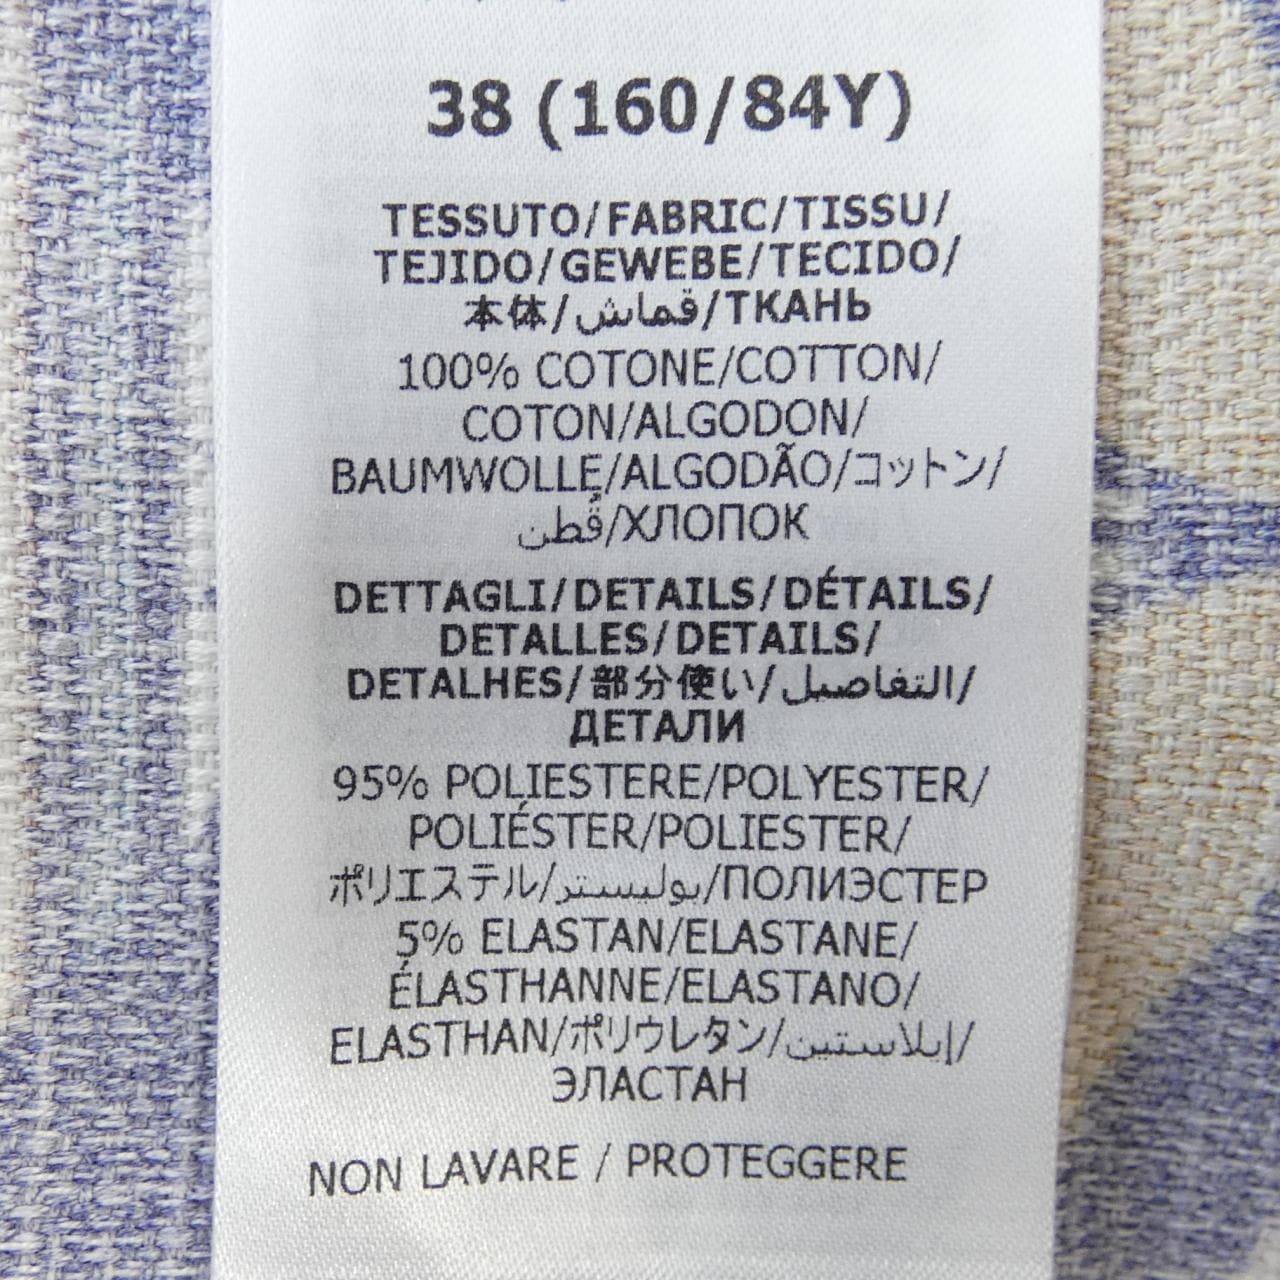 38 (160/84Y)
TESSUTO/FABRIC/TISSU/
TEJIDO/GEWEBE/TECIDO/
本体/قماش/ТКАНЬ
100% COTONE/COTTON/
COTON/ALGODON/
BAUMWOLLE/ALGODÃO/コットン/
قطن/ХЛОПОК
DETTAGLI/DETAILS/DÉTAILS/
DETALLES/DETAILS/
DETALHES/部分使い/التفاصيل/
ДЕТАЛИ
95% POLIESTERE/POLYESTER/
POLIÉSTER/POLIESTER/
ポリエステル/بوليستر/ПОЛИЭСТЕР
5% ELASTAN/ELASTANE/
ÉLASTHANNE/ELASTANO/
ELASTHAN/ポリウレタン/إيلاستين/
ЭЛАСТАН
NON LAVARE / PROTEGGERE